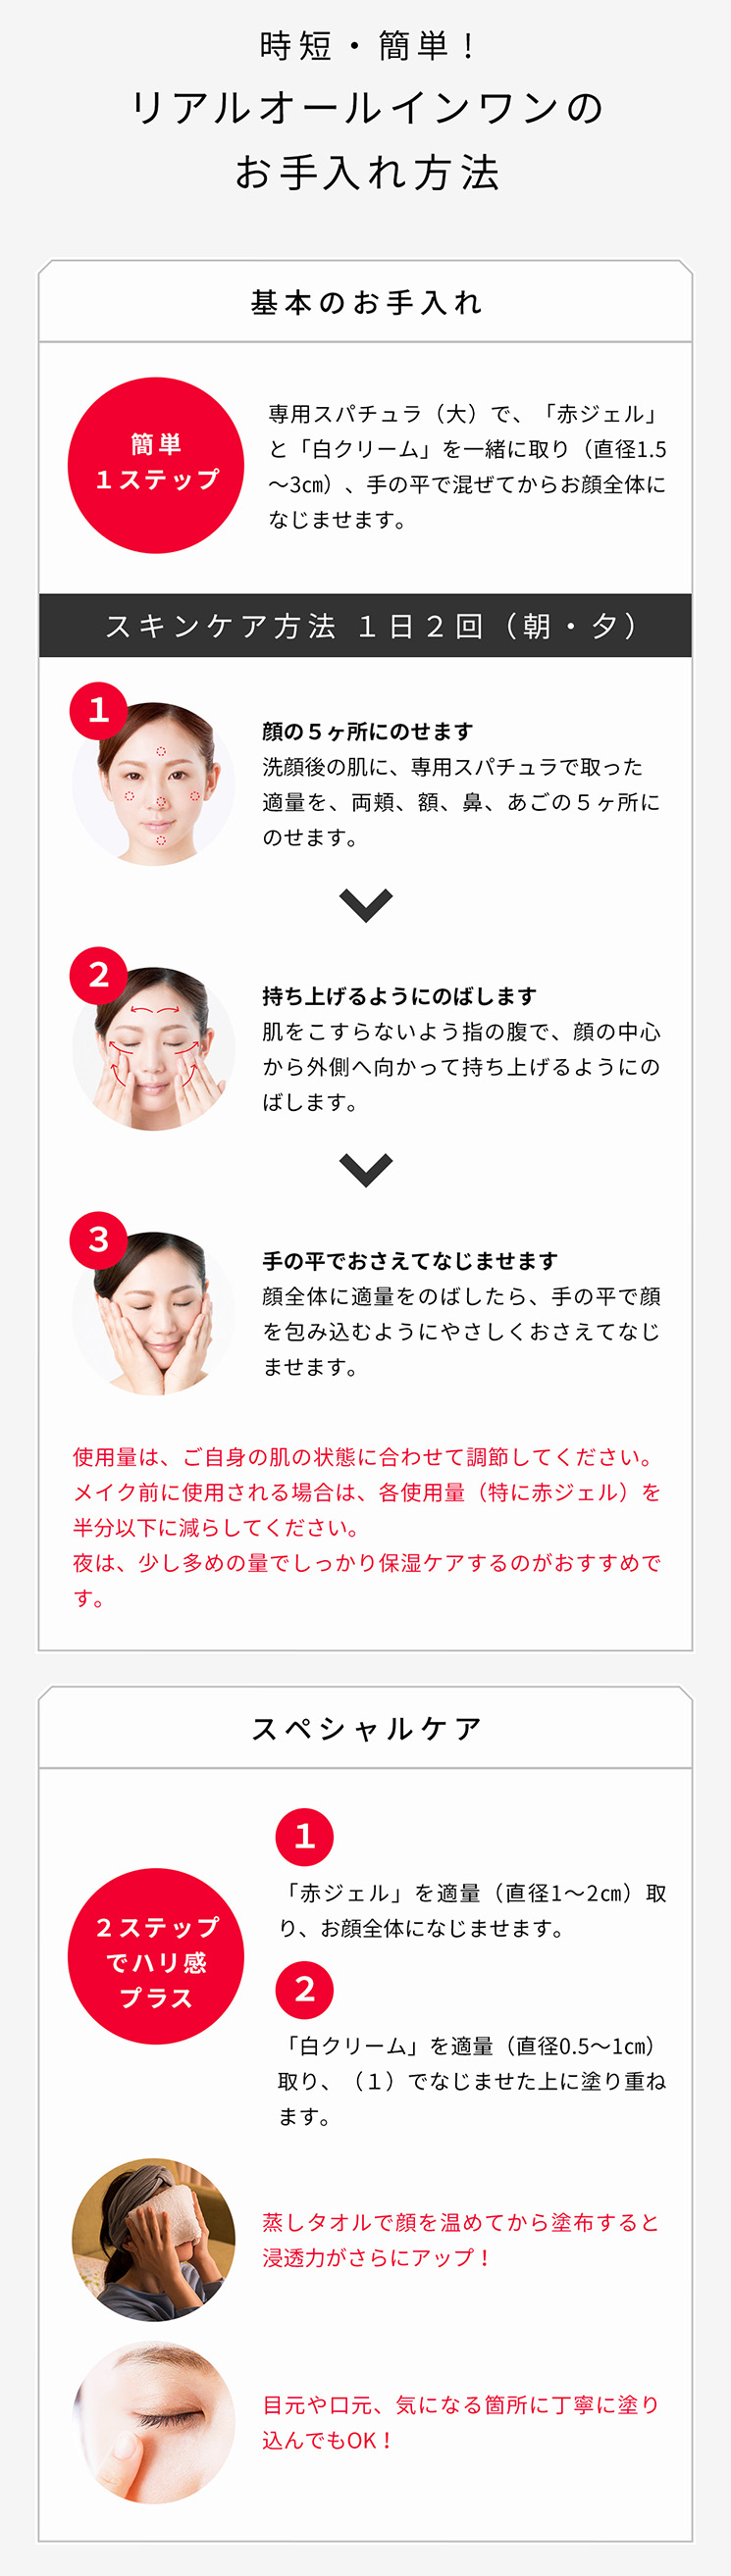 時短・簡単！
リアルオールインワンの
お手入れ方法
基本のお手入れ
簡単
１ステップ
専用スパチュラ（大）で、「赤ジェル」
と「白クリーム」を一緒に取り（直径1.5
～3㎝）、手の平で混ぜてからお顔全体に
なじませます。
スキンケア方法 １日２回（朝・夕）
1
顔の５ヶ所にのせます
洗顔後の肌に、専用スパチュラで取った
適量を、両頬、額、鼻、あごの５ヶ所に
のせます。
2
持ち上げるようにのばします
肌をこすらないよう指の腹で、顔の中心
から外側へ向かって持ち上げるようにの
ばします。
3
手の平でおさえてなじませます
顔全体に適量をのばしたら、手の平で顔
を包み込むようにやさしくおさえてなじ
ませます。
使用量は、ご自身の肌の状態に合わせて調節してください。
メイク前に使用される場合は、各使用量（特に赤ジェル）を
半分以下に減らしてください。
夜は、少し多めの量でしっかり保湿ケアするのがおすすめで
す。
スペシャルケア
２ステップ
でハリ感
プラス
1
「赤ジェル」を適量（直径1～2㎝）取
り、お顔全体になじませます。
2
「白クリーム」を適量（直径0.5～1㎝）
取り、（１）でなじませた上に塗り重ね
ます。
蒸しタオルで顔を温めてから塗布すると
浸透力がさらにアップ！
目元や口元、気になる箇所に丁寧に塗り
込んでもOK！